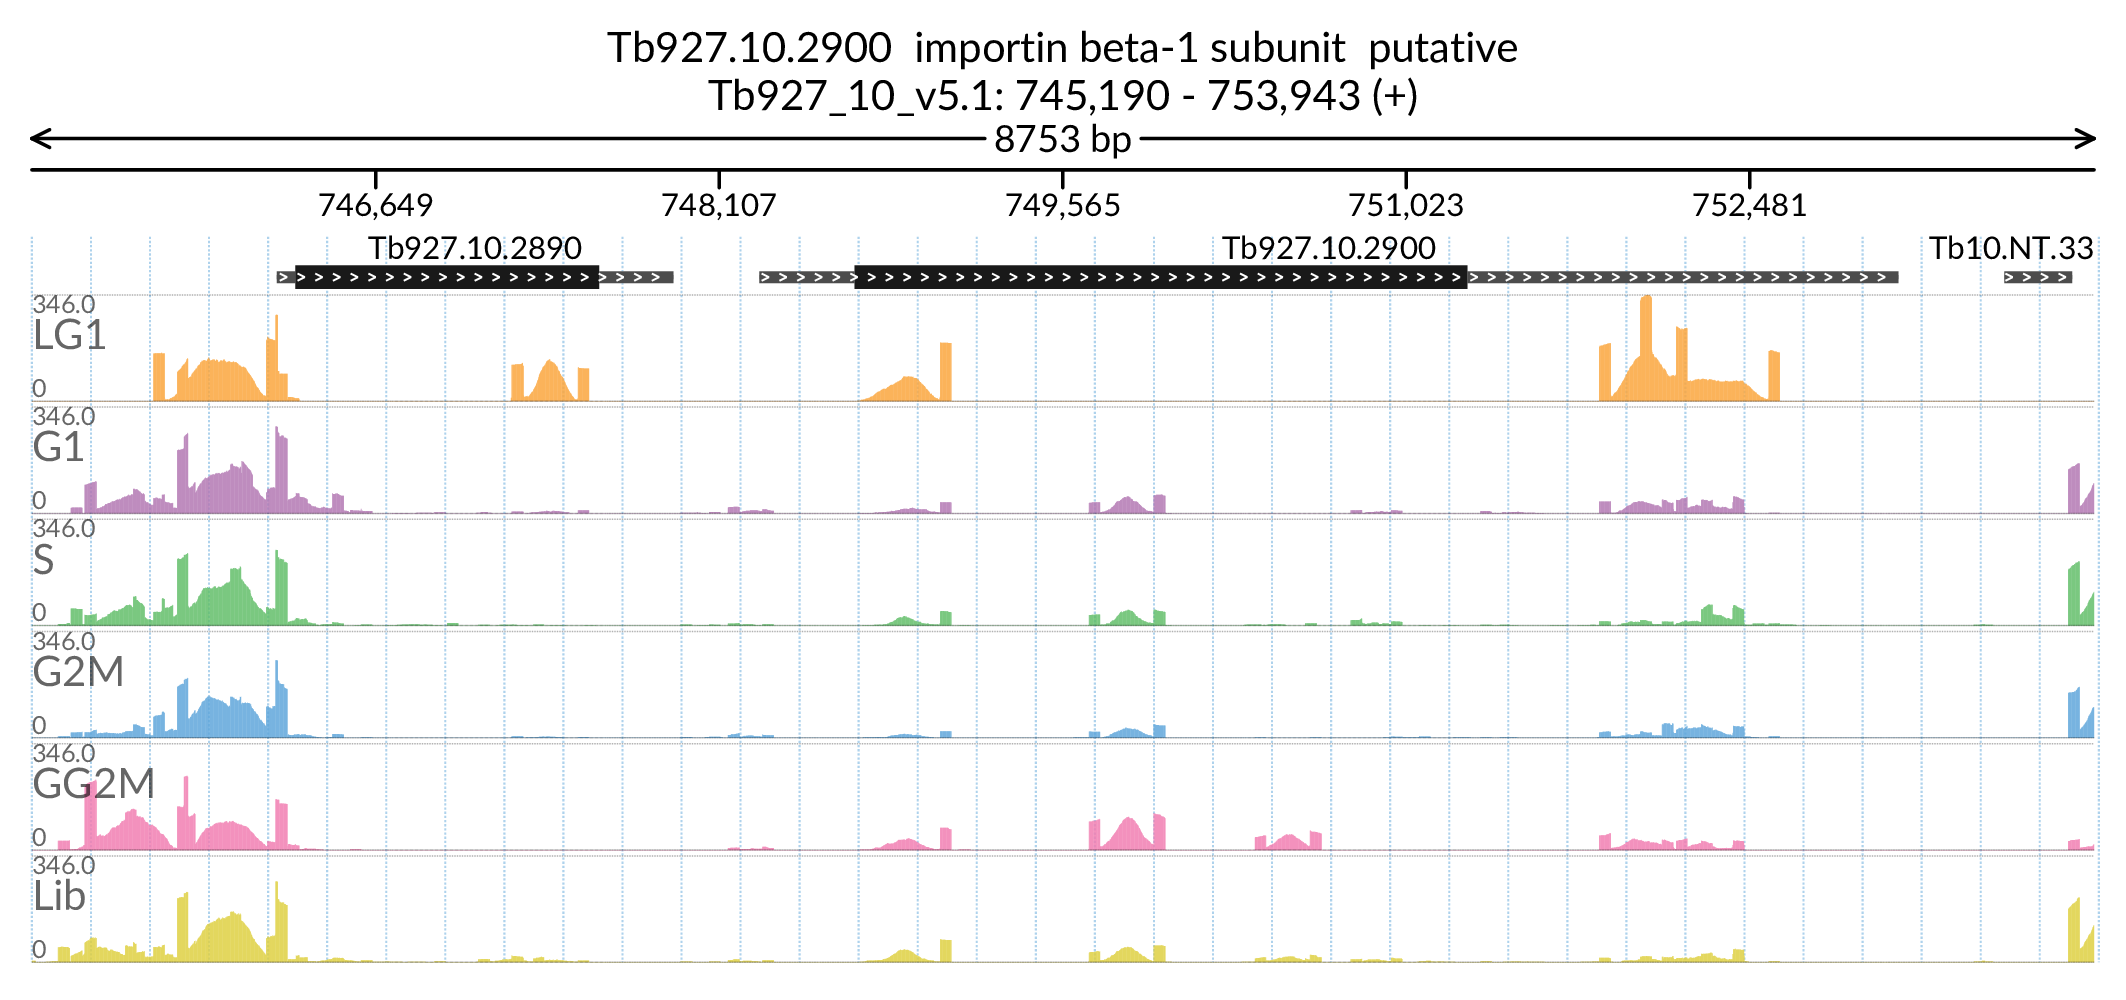 Tb927.10.2900 importin beta-1 subunit putative
Tb927_10_v5.1: 745,190 - 753,943 (+)
8753 bp
746,649 748,107 749,565 751,023 752,481
Tb927.10.2890 Tb927.10.2900 Tb10.NT.33
346.0
LG1
0
346.0
G1
0
346.0
S
0
346.0
G2M
0
346.0
GG2M
0
346.0
Lib
0